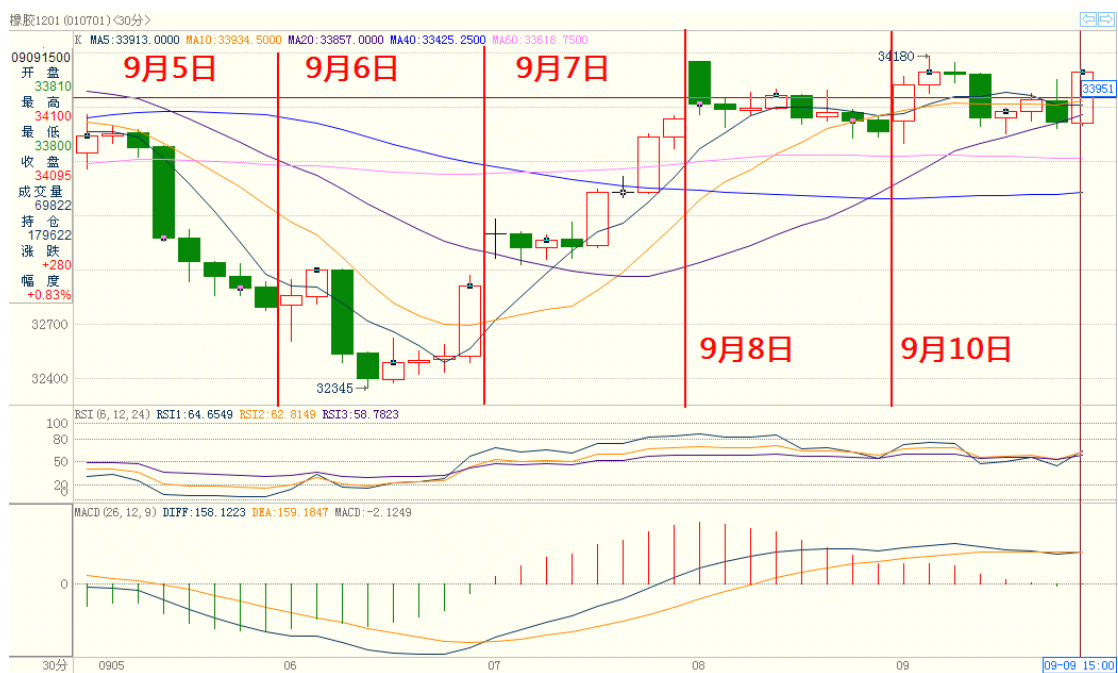 橡胶1201 (010701) <30分>
K MA5:33913.0000 MA10:33934.5000 MA20:33857.0000 MA40:33425.2500 MA60:33618.7500
09091500
开 盘
33810
最 高
34100
最 低
33800
收 盘
34095
成交量
69822
持 仓
179622
涨 跌
+280
幅 度
+0.83%
9月5日
9月6日
9月7日
9月8日
9月10日
34180→
33951
32700
32400
32345→
RSI(6,12,24) RSI1:64.6549 RSI2:62.8149 RSI3:58.7823
100
80
50
20
0
MACD(26,12,9) DIFF:158.1223 DEA:159.1847 MACD:-2.1249
0
30分 0905 06 07 08 09 09-09 15:00